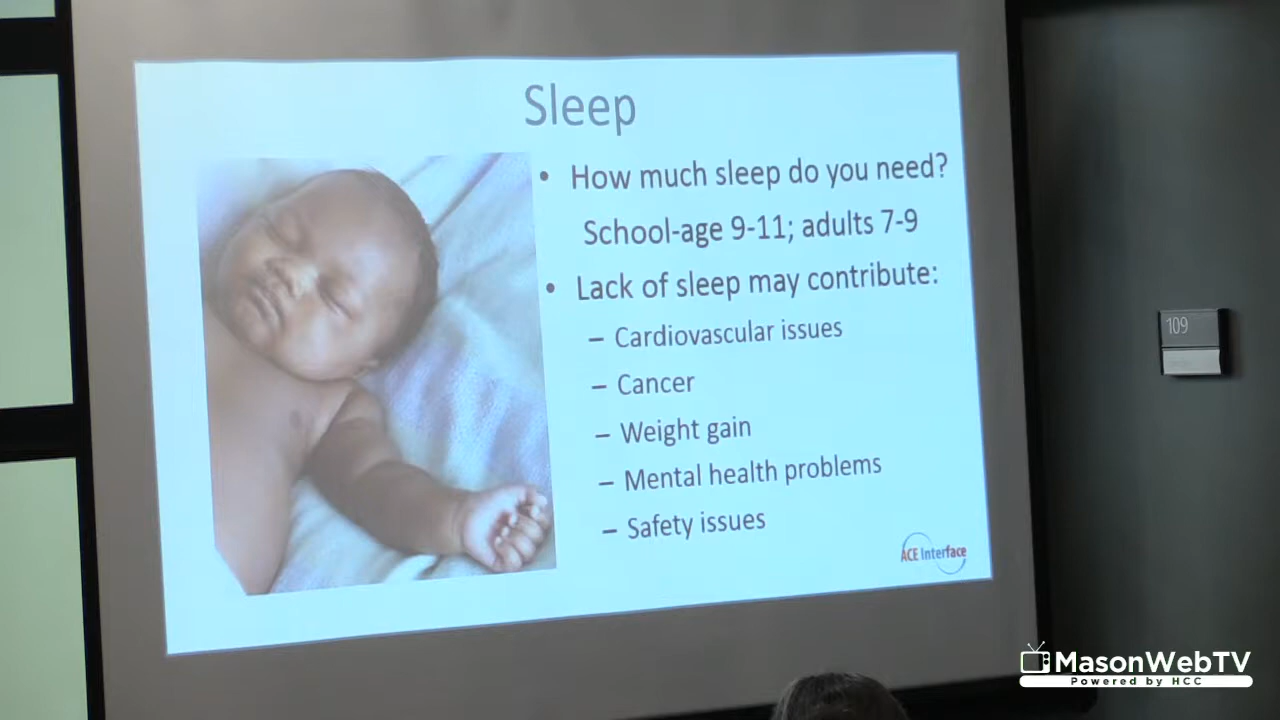 Sleep
• How much sleep do you need?
School-age 9-11; adults 7-9
• Lack of sleep may contribute:
– Cardiovascular issues
– Cancer
– Weight gain
– Mental health problems
– Safety issues
ACE Interface
109
MasonWebTV
Powered by HCC